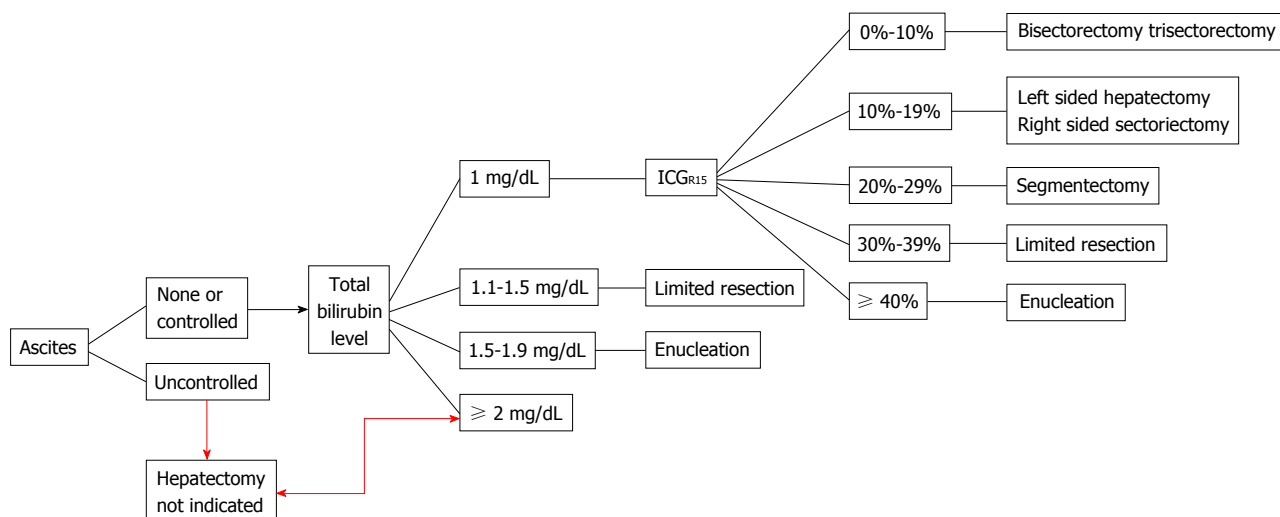 Ascites
None or
controlled
Uncontrolled
Hepatectomy
not indicated
Total
bilirubin
level
1 mg/dL
1.1-1.5 mg/dL
1.5-1.9 mg/dL
≥ 2 mg/dL
Limited resection
Enucleation
ICGR15
0%-10%
Bisectorectomy trisectorectomy
10%-19%
Left sided hepatectomy
Right sided sectoriectomy
20%-29%
Segmentectomy
30%-39%
Limited resection
≥ 40%
Enucleation